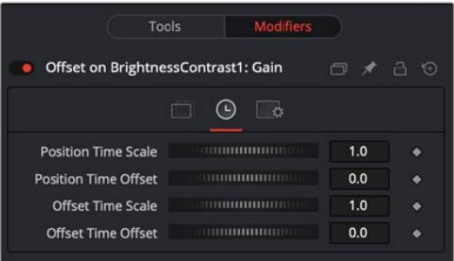 Tools Modifiers
Offset on BrightnessContrast1: Gain
Position Time Scale 1.0
Position Time Offset 0.0
Offset Time Scale 1.0
Offset Time Offset 0.0